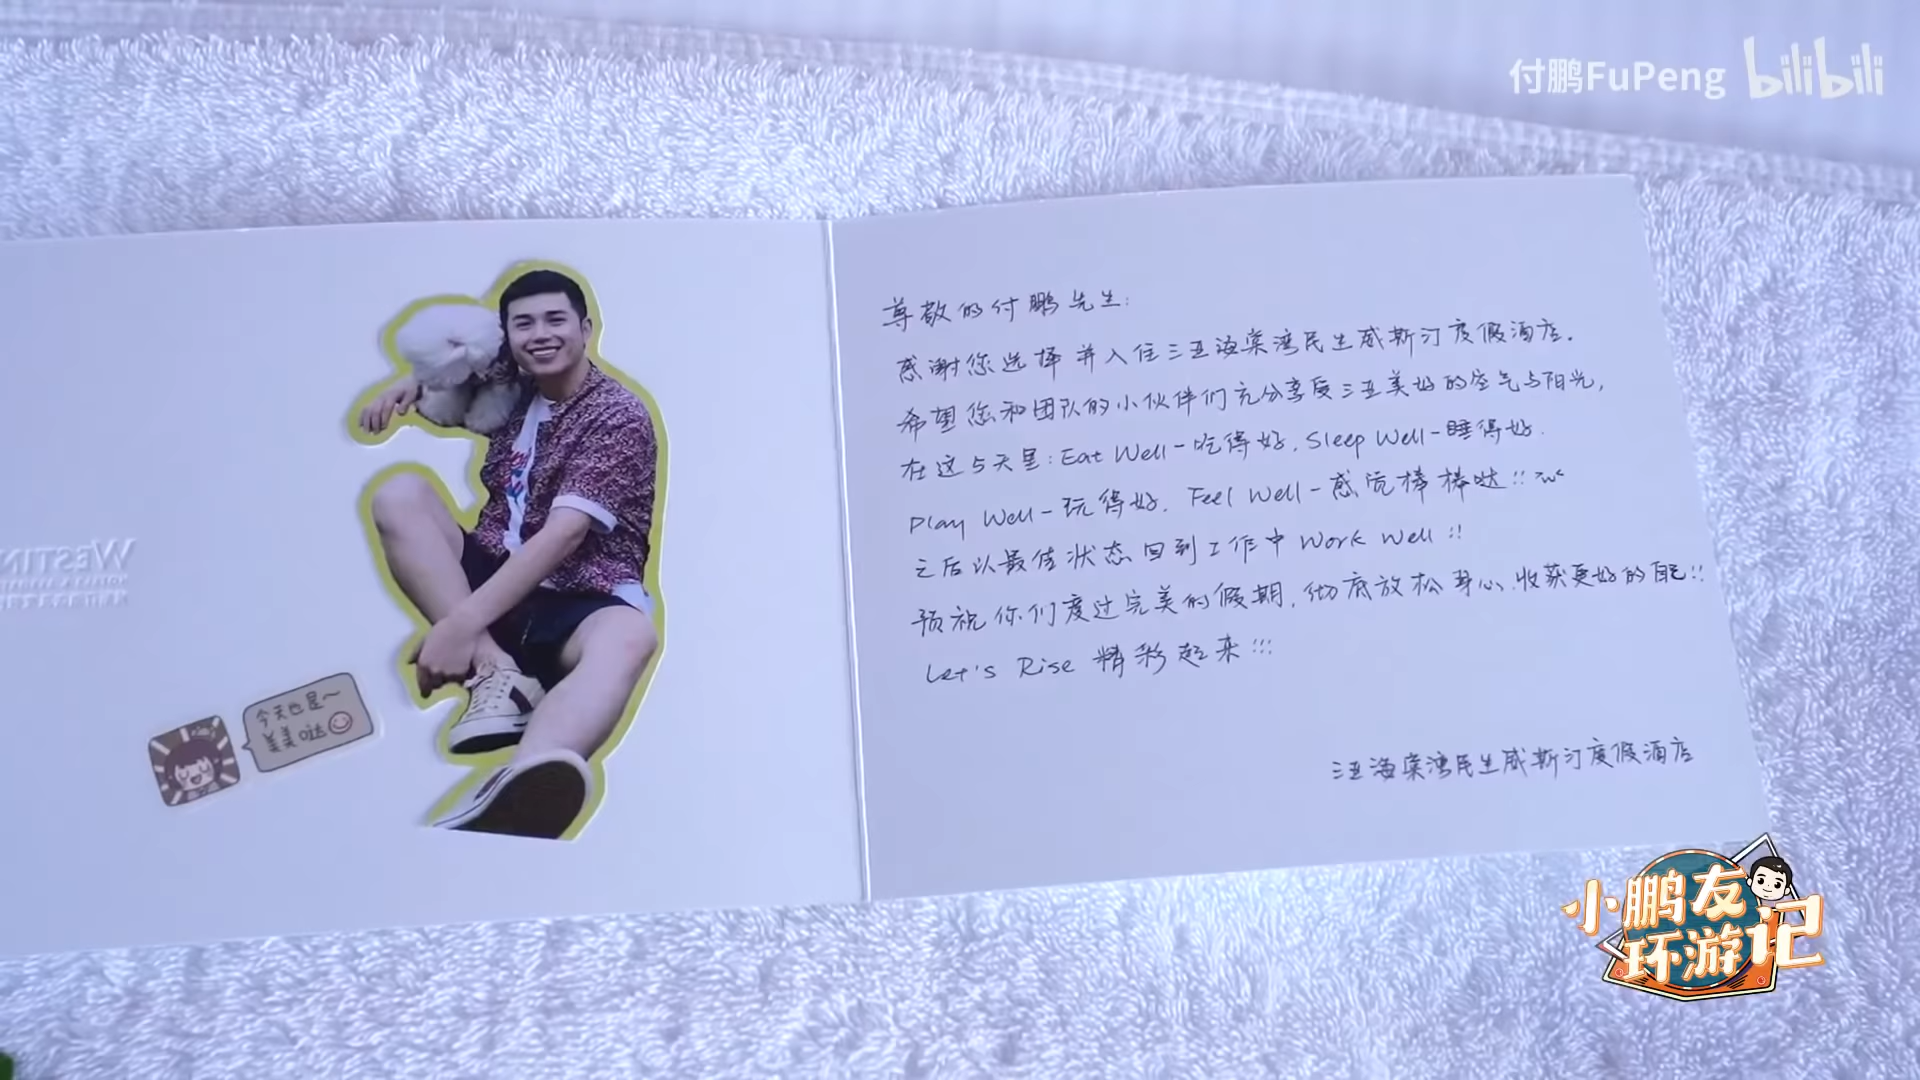 付鹏FuPeng bilibili
尊敬的付鹏先生:
感谢您选择并入住三亚海棠湾民生威斯汀度假酒店.
希望您和团队的小伙伴们充分享受三亚美好的空气与阳光,
在这5天里: Eat Well-吃得好. Sleep Well-睡得好.
Play Well-玩得好. Feel Well-感觉棒棒哒!!
之后以最佳状态回到工作中 Work Well!!
预祝你们度过完美的假期,彻底放松身心.收获更好的自己!!
Let's Rise 精彩起来!!!
三亚海棠湾民生威斯汀度假酒店
WESTIN
今天也是~
美美哒
小鹏友
环游记